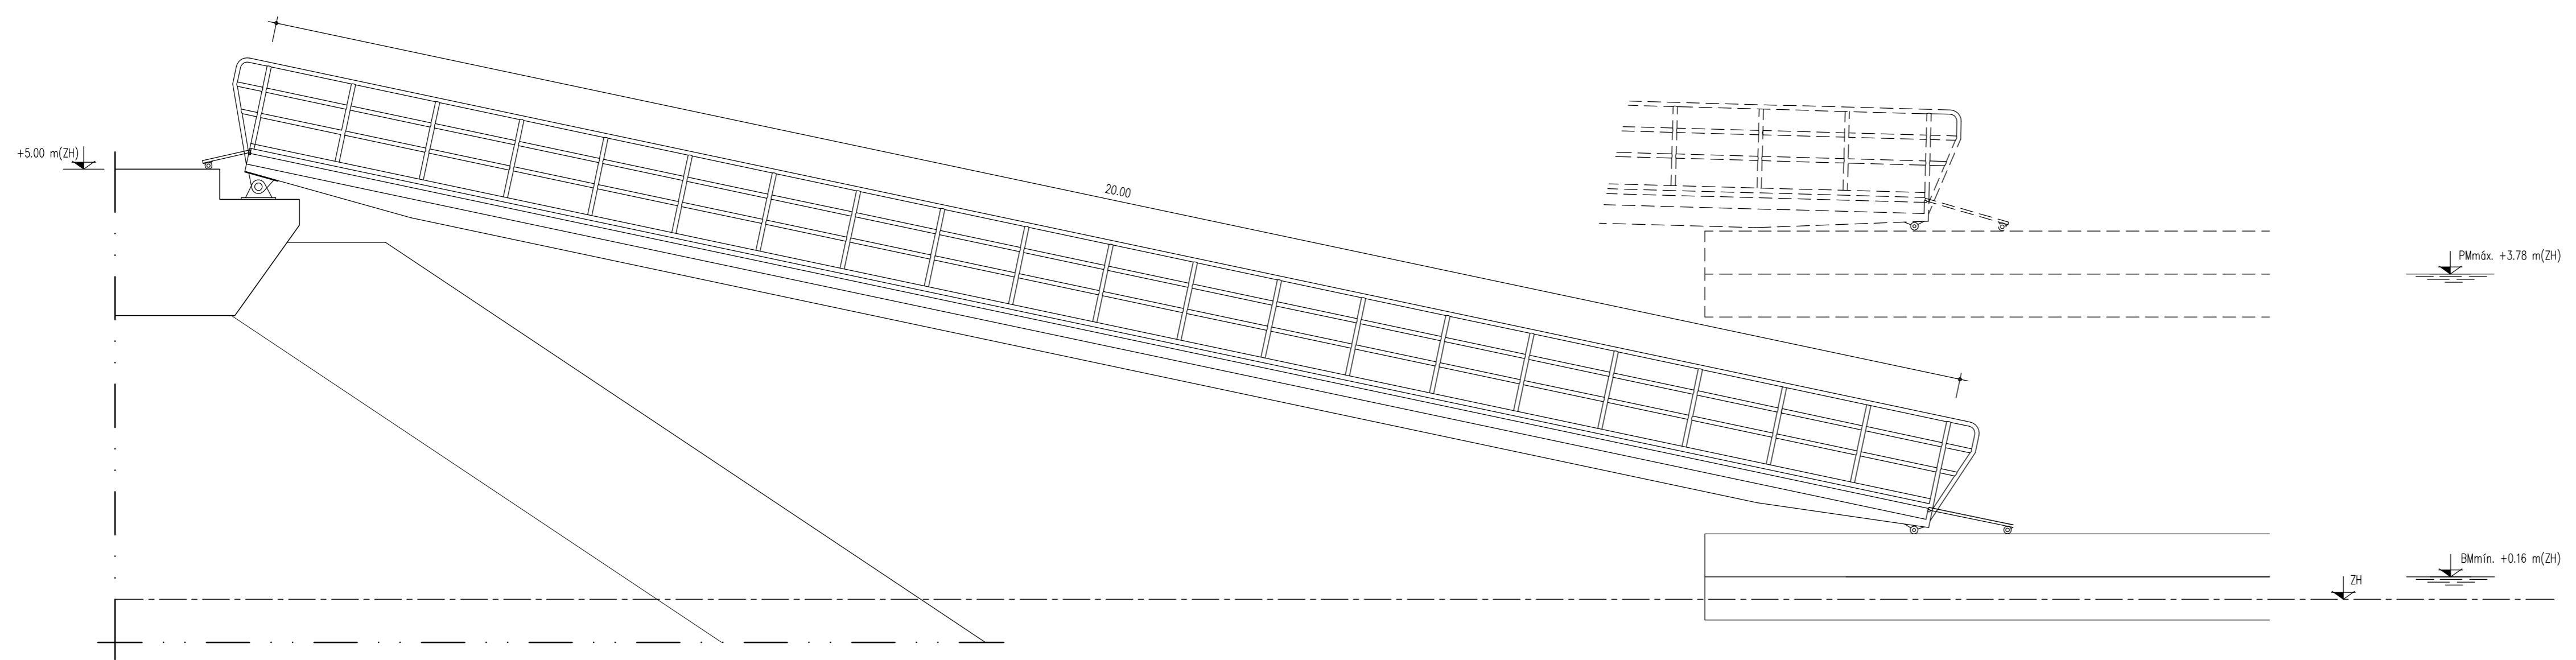 +5.00 m(ZH)
20.00
PMmáx. +3.78 m(ZH)
BMmín. +0.16 m(ZH)
ZH